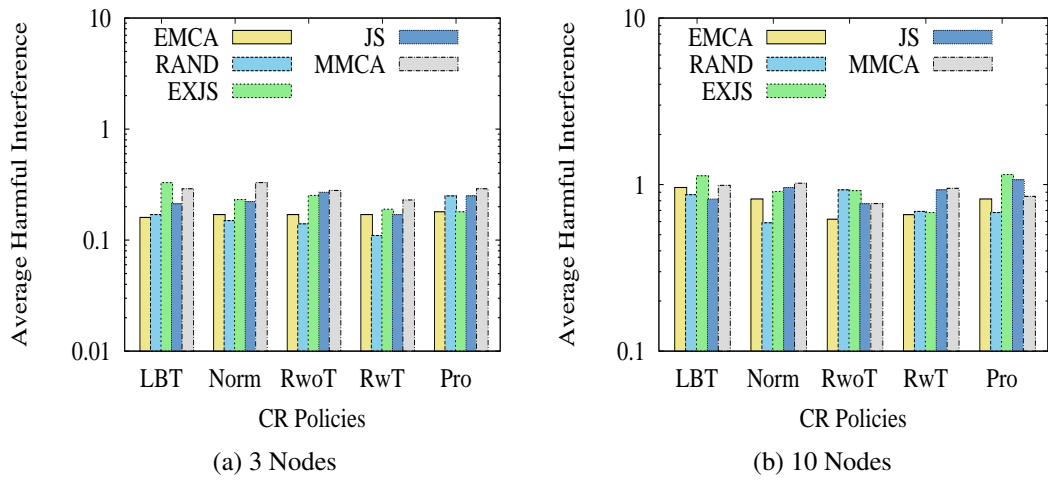 Average Harmful Interference
10
1
0.1
0.01
EMCA
RAND
EXJS
JS
MMCA
LBT Norm RwoT RwT Pro
CR Policies
(a) 3 Nodes
Average Harmful Interference
10
1
0.1
EMCA
RAND
EXJS
JS
MMCA
LBT Norm RwoT RwT Pro
CR Policies
(b) 10 Nodes